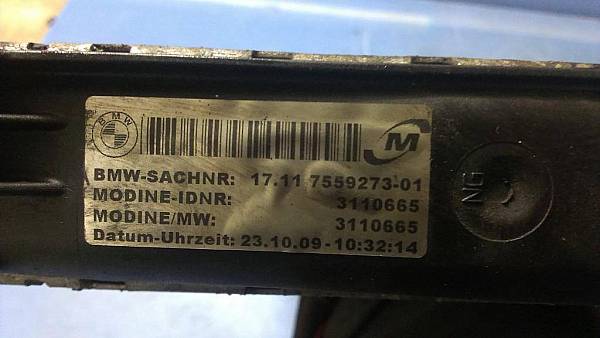 BMW
M
BMW-SACHNR: 17.11 7559273-01
MODINE-IDNR: 3110665
MODINE/MW: 3110665
Datum-Uhrzeit: 23.10.09-10:32:14
NG